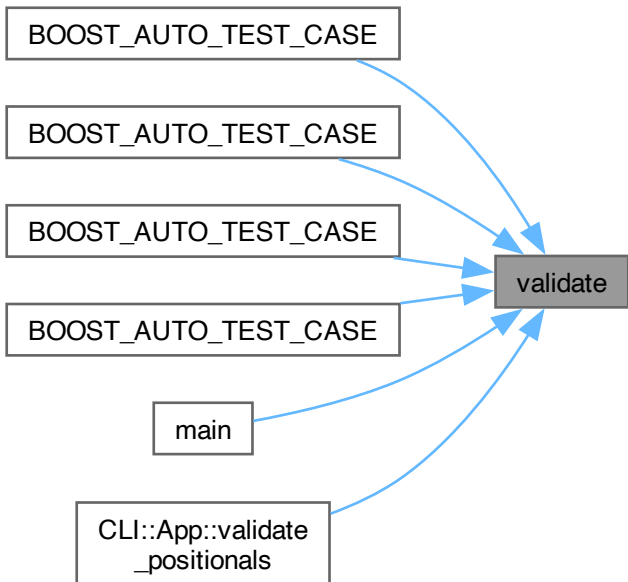 BOOST_AUTO_TEST_CASE
BOOST_AUTO_TEST_CASE
BOOST_AUTO_TEST_CASE
validate
BOOST_AUTO_TEST_CASE
main
CLI::App::validate
_positionals